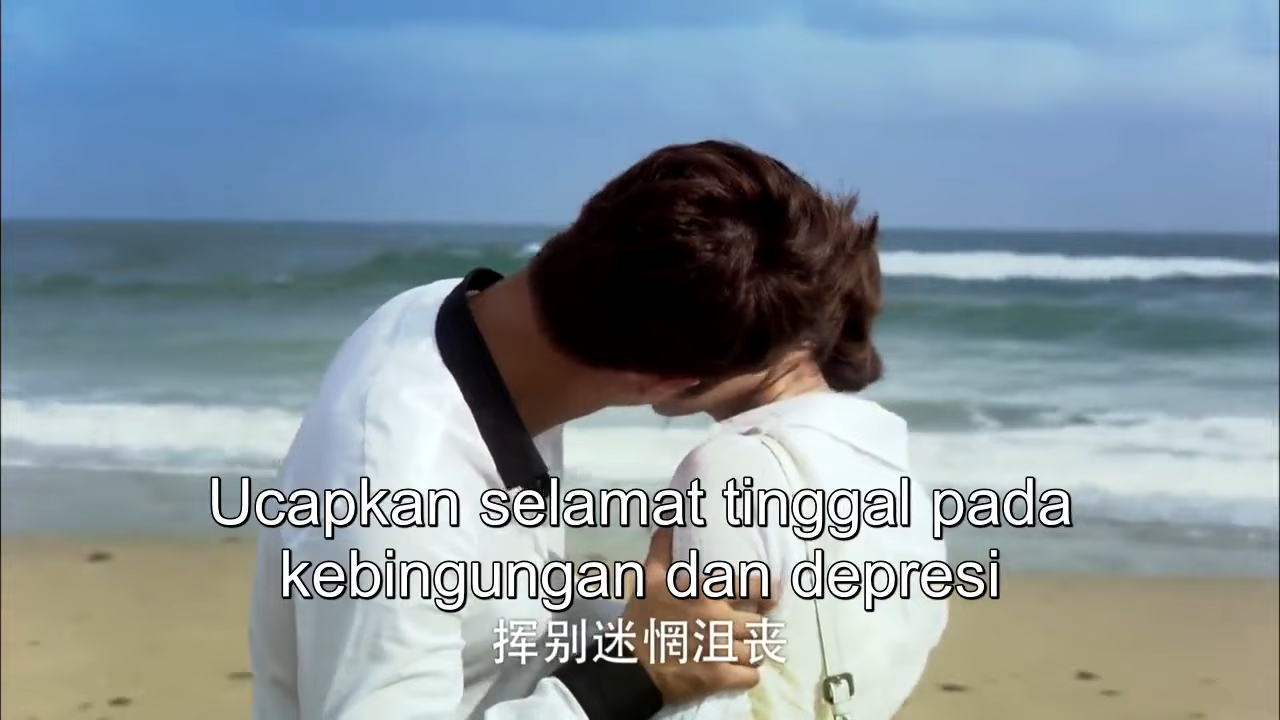 Ucapkan selamat tinggal pada
kebingungan dan depresi
挥别迷惘沮丧